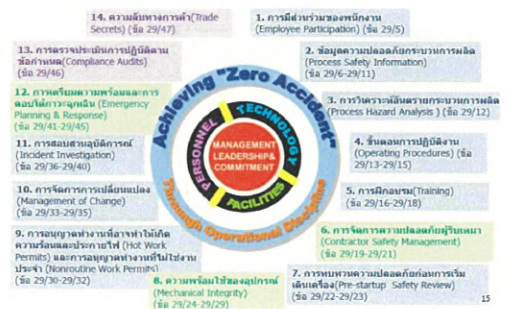 14. ความลับทางการค้า(Trade
Secrets) (ข้อ 29/47)
13. การตรวจประเมินการปฏิบัติตาม
ข้อกำหนด(Compliance Audits)
(ข้อ 29/46)
12. การเตรียมความพร้อมและการ
ตอบโต้ภาวะฉุกเฉิน (Emergency
Planning & Response)
(ข้อ 29/41-29/45)
11. การสอบสวนอุบัติการณ์
(Incident Investigation)
(ข้อ 29/36-29/40)
10. การจัดการการเปลี่ยนแปลง
(Management of Change)
(ข้อ 29/33-29/35)
9. การอนุญาตทำงานที่อาจทำให้เกิด
ความร้อนและประกายไฟ (Hot Work
Permits) และการอนุญาตทำงานที่ไม่ใช่งาน
ประจำ (Nonroutine Work Permits)
(ข้อ 29/30-29/32)
8. ความพร้อมใช้ของอุปกรณ์
(Mechanical Integrity)
(ข้อ 29/24-29/29)
Achieving "Zero Accident"
Through Operational Discipline
PERSONNEL
TECHNOLOGY
FACILITIES
MANAGEMENT
LEADERSHIP&
COMMITMENT
1. การมีส่วนร่วมของพนักงาน
(Employee Participation) (ข้อ 29/5)
2. ข้อมูลความปลอดภัยกระบวนการผลิต
(Process Safety Information)
(ข้อ 29/6-29/11)
3. การวิเคราะห์อันตรายกระบวนการผลิต
(Process Hazard Analysis ) (ข้อ 29/12)
4. ขั้นตอนการปฏิบัติงาน
(Operating Procedures) (ข้อ
29/13-29/15)
5. การฝึกอบรม(Training)
(ข้อ 29/16-29/18)
6. การจัดการความปลอดภัยผู้รับเหมา
(Contractor Safety Management)
(ข้อ 29/19-29/21)
7. การทบทวนความปลอดภัยก่อนการเริ่ม
เดินเครื่อง(Pre-startup Safety Review)
(ข้อ 29/22-29/23)
15